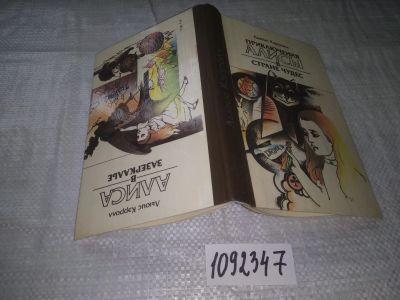 Льюис Кэрролл
ПРИКЛЮЧЕНИЯ
АЛИСЫ
В
СТРАНЕ ЧУДЕС
Льюис Кэрролл
АЛИСА
В
ЗАЗЕРКАЛЬЕ
1092347